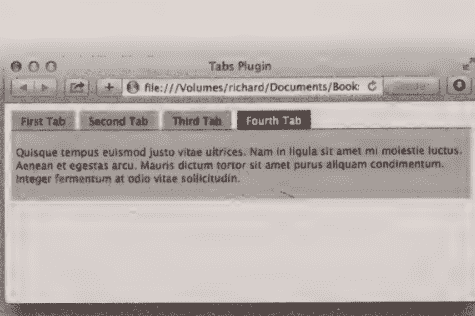 Tabs Plugin
file:///Volumes/richard/Documents/Books
First Tab Second Tab Third Tab Fourth Tab
Quisque tempus euismod justo vitae ultrices. Nam in ligula sit amet mi molestie luctus.
Aenean et egestas arcu. Mauris dictum tortor sit amet purus aliquam condimentum.
Integer fermentum at odio vitae sollicitudin.